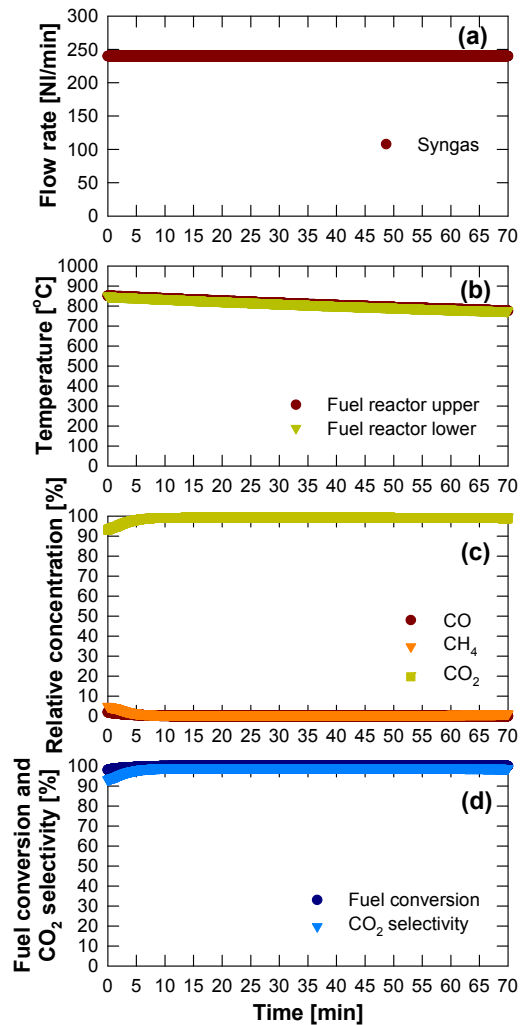 (a)
Flow rate [Nl/min]
300
250
200
150
100
50
0
Syngas
0 5 10 15 20 25 30 35 40 45 50 55 60 65 70
(b)
Temperature [°C]
1000
900
800
700
600
500
400
300
200
100
0
Fuel reactor upper
Fuel reactor lower
0 5 10 15 20 25 30 35 40 45 50 55 60 65 70
(c)
Relative concentration [%]
100
90
80
70
60
50
40
30
20
10
0
CO
CH₄
CO₂
0 5 10 15 20 25 30 35 40 45 50 55 60 65 70
(d)
Fuel conversion and
CO₂ selectivity [%]
100
90
80
70
60
50
40
30
20
10
0
Fuel conversion
CO₂ selectivity
0 5 10 15 20 25 30 35 40 45 50 55 60 65 70
Time [min]